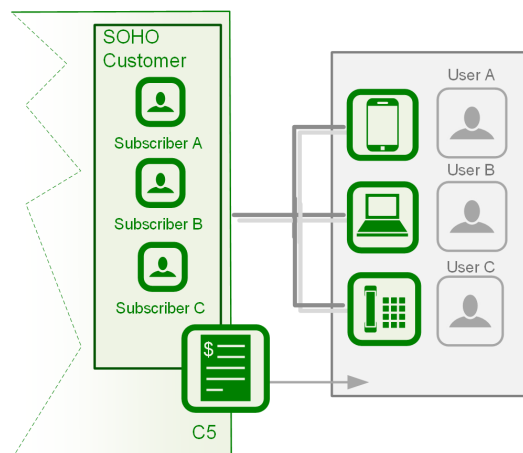 SOHO
Customer
Subscriber A
Subscriber B
Subscriber C
$
C5
User A
User B
User C